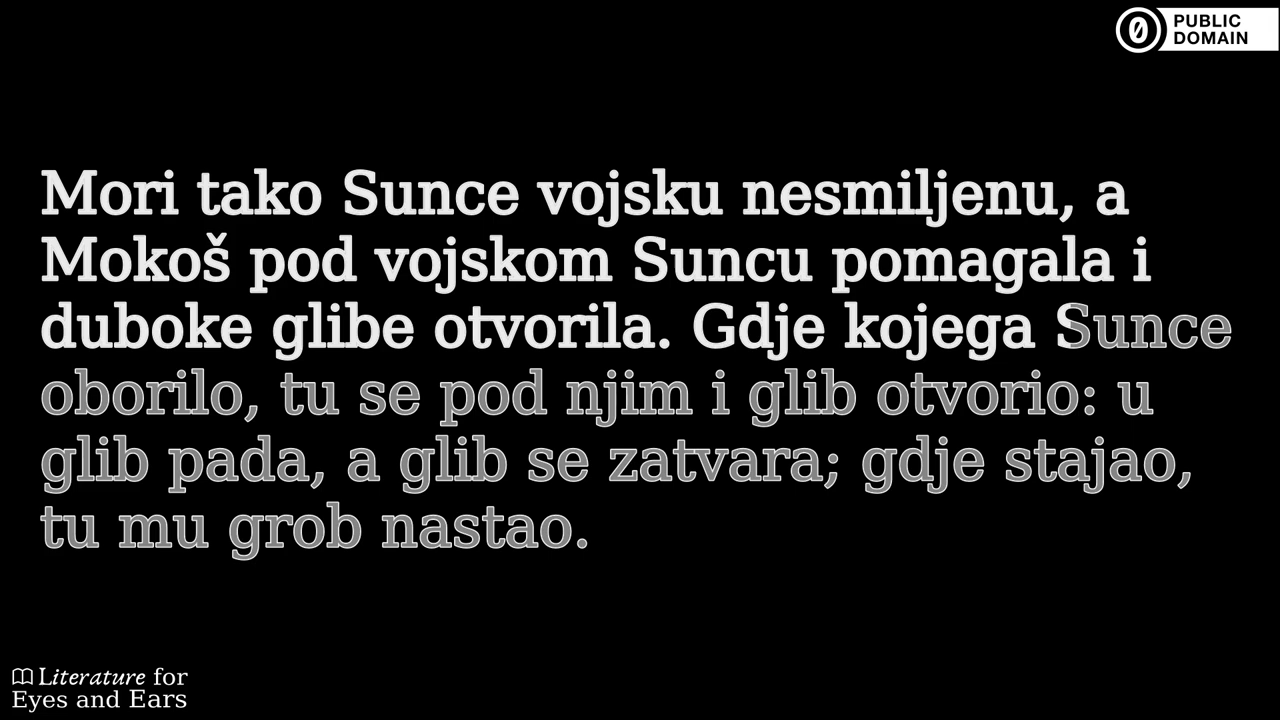 PUBLIC
DOMAIN
Mori tako Sunce vojsku nesmiljenu, a
Mokoš pod vojskom Suncu pomagala i
duboke glibe otvorila. Gdje kojega Sunce
oborilo, tu se pod njim i glib otvorio: u
glib pada, a glib se zatvara; gdje stajao,
tu mu grob nastao.
Literature for
Eyes and Ears